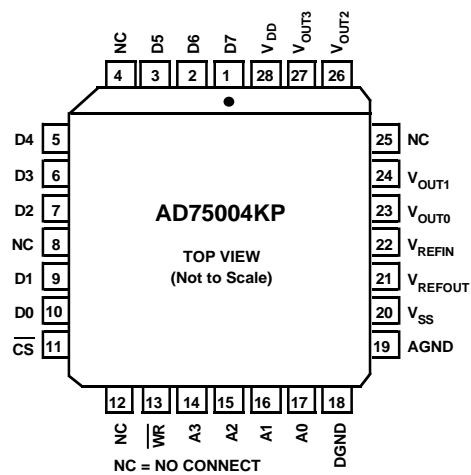 NC D5 D6 D7 VDD VOUT3 VOUT2
4 3 2 1 28 27 26
D4 5 25 NC
D3 6 24 VOUT1
D2 7 23 VOUT0
NC 8 22 VREFIN
D1 9 21 VREFOUT
D0 10 20 VSS
CS 11 19 AGND
AD75004KP
TOP VIEW
(Not to Scale)
12 13 14 15 16 17 18
NC WR A3 A2 A1 A0 DGND
NC = NO CONNECT